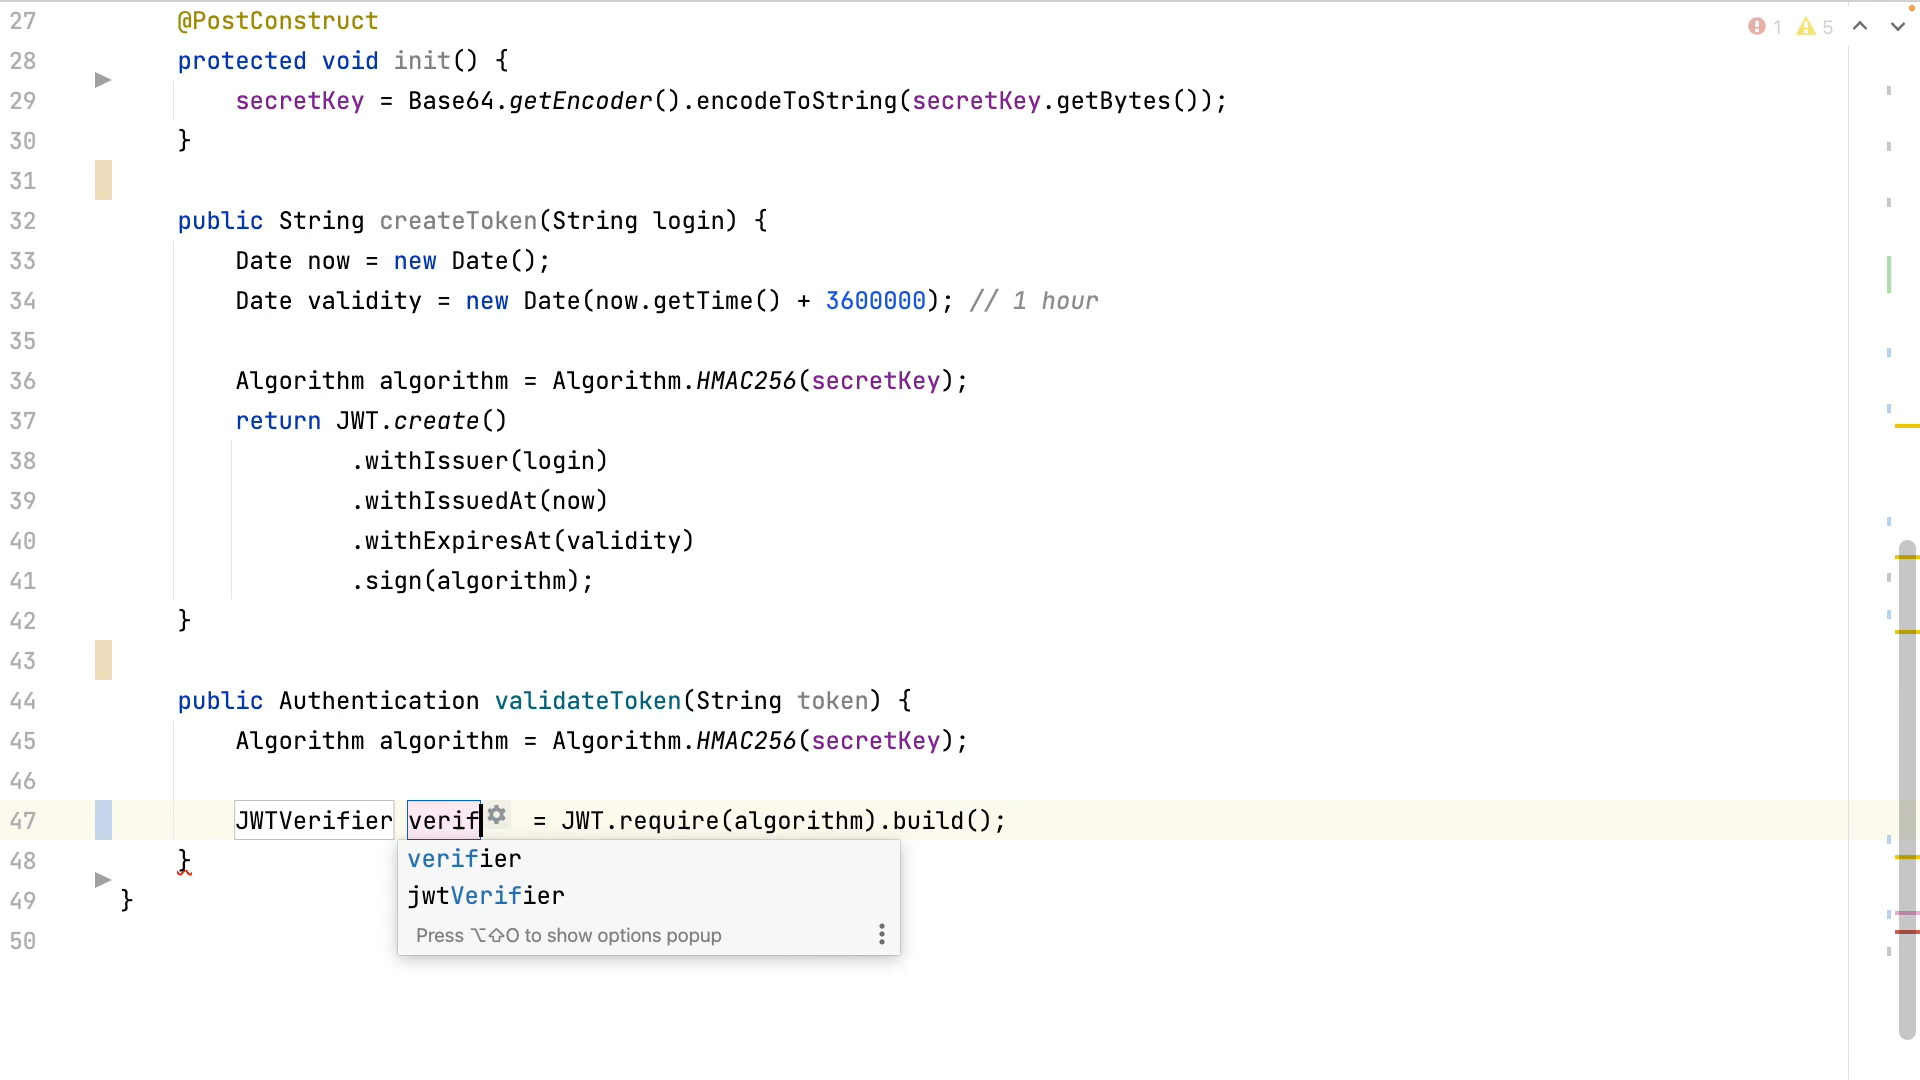 27 @PostConstruct
28 protected void init() {
29 secretKey = Base64.getEncoder().encodeToString(secretKey.getBytes());
30 }
31
32 public String createToken(String login) {
33 Date now = new Date();
34 Date validity = new Date(now.getTime() + 3600000); // 1 hour
35
36 Algorithm algorithm = Algorithm.HMAC256(secretKey);
37 return JWT.create()
38 .withIssuer(login)
39 .withIssuedAt(now)
40 .withExpiresAt(validity)
41 .sign(algorithm);
42 }
43
44 public Authentication validateToken(String token) {
45 Algorithm algorithm = Algorithm.HMAC256(secretKey);
46
47 JWTVerifier verif = JWT.require(algorithm).build();
48 }
49 }
50
verifier
jwtVerifier
Press ⌥⇧O to show options popup
1 5